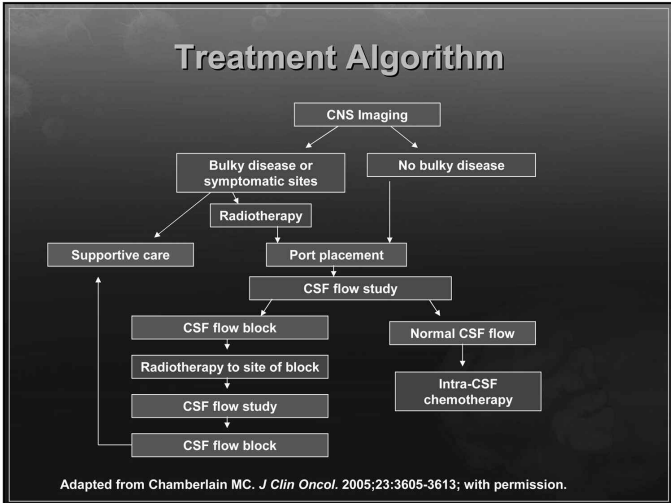 Treatment Algorithm
CNS Imaging
Bulky disease or
symptomatic sites
No bulky disease
Radiotherapy
Supportive care
Port placement
CSF flow study
CSF flow block
Normal CSF flow
Radiotherapy to site of block
Intra-CSF
chemotherapy
CSF flow study
CSF flow block
Adapted from Chamberlain MC. J Clin Oncol. 2005;23:3605-3613; with permission.